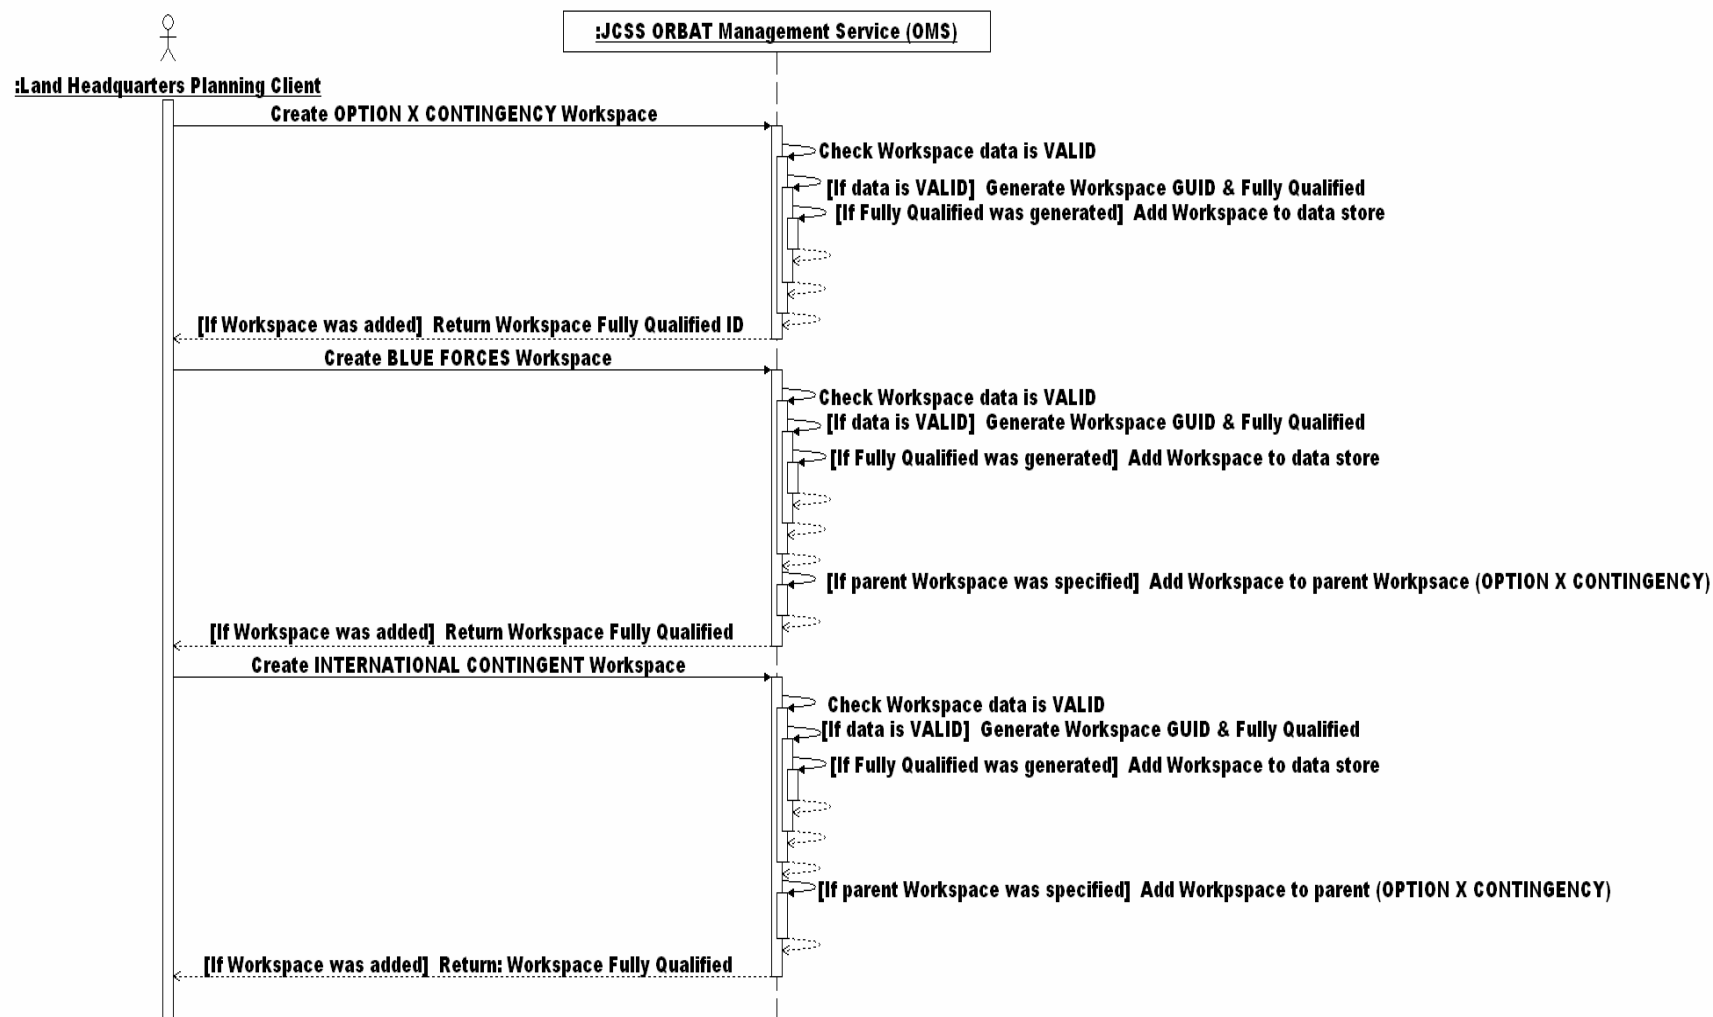 :JCSS ORBAT Management Service (OMS)
:Land Headquarters Planning Client
Create OPTION X CONTINGENCY Workspace
Check Workspace data is VALID
[If data is VALID] Generate Workspace GUID & Fully Qualified
[If Fully Qualified was generated] Add Workspace to data store
[If Workspace was added] Return Workspace Fully Qualified ID
Create BLUE FORCES Workspace
Check Workspace data is VALID
[If data is VALID] Generate Workspace GUID & Fully Qualified
[If Fully Qualified was generated] Add Workspace to data store
[If parent Workspace was specified] Add Workspace to parent Workpsace (OPTION X CONTINGENCY)
[If Workspace was added] Return Workspace Fully Qualified
Create INTERNATIONAL CONTINGENT Workspace
Check Workspace data is VALID
[If data is VALID] Generate Workspace GUID & Fully Qualified
[If Fully Qualified was generated] Add Workspace to data store
[If parent Workspace was specified] Add Workpspace to parent (OPTION X CONTINGENCY)
[If Workspace was added] Return: Workspace Fully Qualified